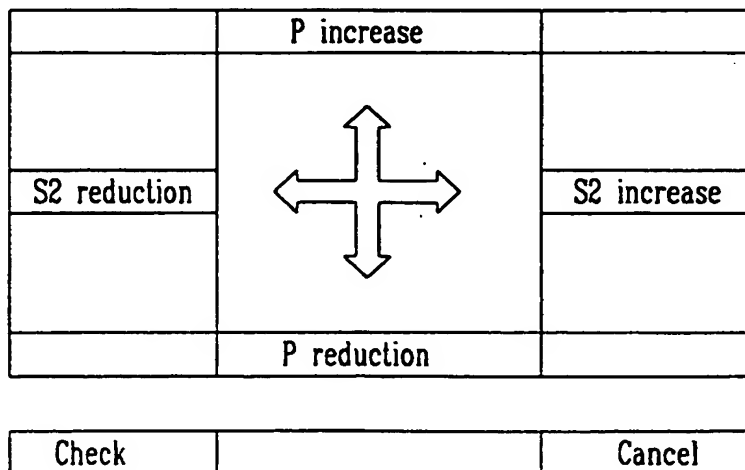 P increase
S2 reduction
S2 increase
P reduction
Check
Cancel